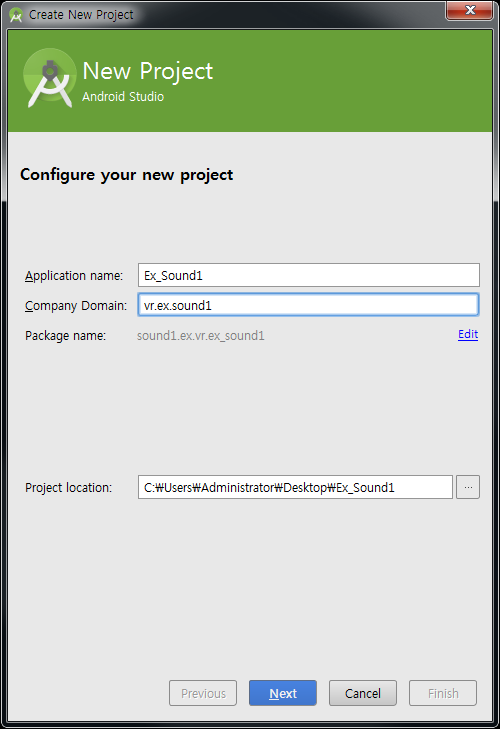 Create New Project
New Project
Android Studio
Configure your new project
Application name: Ex_Sound1
Company Domain: vr.ex.sound1
Package name: sound1.ex.vr.ex_sound1 Edit
Project location: C:₩Users₩Administrator₩Desktop₩Ex_Sound1 ...
Previous Next Cancel Finish